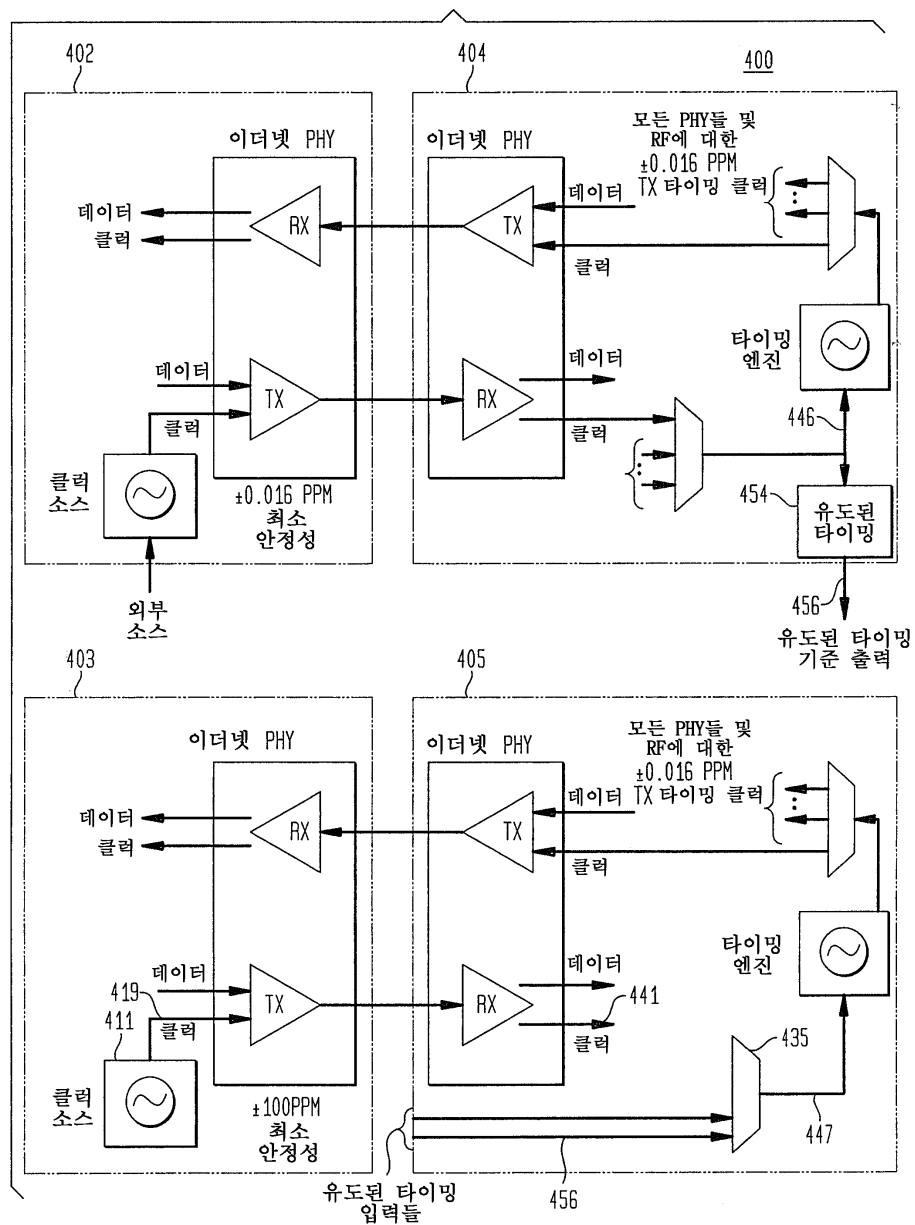 402
404
400
이더넷 PHY
이더넷 PHY
모든 PHY들 및
RF에 대한
±0.016 PPM
TX 타이밍 클럭
데이터
클럭
RX
TX
데이터
클럭
타이밍
엔진
데이터
클럭
TX
RX
데이터
클럭
446
클럭
소스
±0.016 PPM
최소
안정성
454
유도된
타이밍
외부
소스
456
유도된 타이밍
기준 출력
403
405
이더넷 PHY
이더넷 PHY
모든 PHY들 및
RF에 대한
±0.016 PPM
TX 타이밍 클럭
데이터
클럭
RX
TX
데이터
클럭
타이밍
엔진
데이터
419
클럭
411
TX
RX
데이터
441
클럭
435
클럭
소스
±100PPM
최소
안정성
447
유도된 타이밍
입력들
456